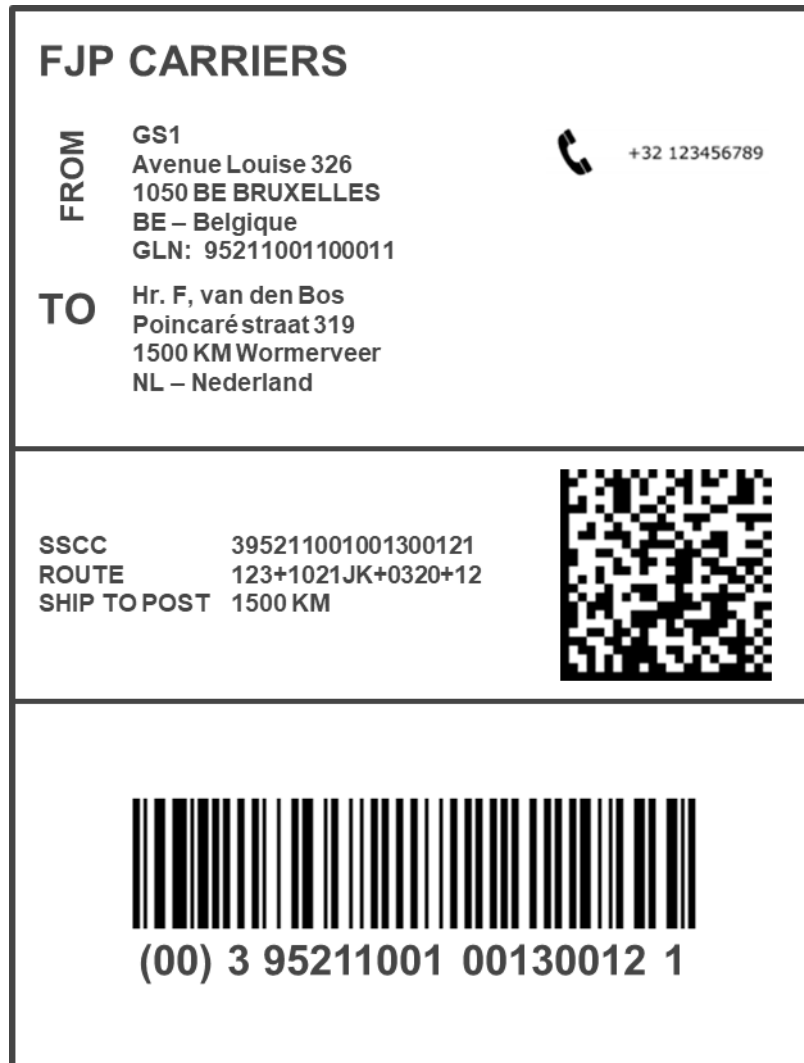 FJP CARRIERS
FROM
GS1
Avenue Louise 326
1050 BE BRUXELLES
BE – Belgique
GLN: 95211001100011
+32 123456789
TO
Hr. F, van den Bos
Poincaréstraat 319
1500 KM Wormerveer
NL – Nederland
SSCC 395211001001300121
ROUTE 123+1021JK+0320+12
SHIP TO POST 1500 KM
(00) 3 95211001 00130012 1